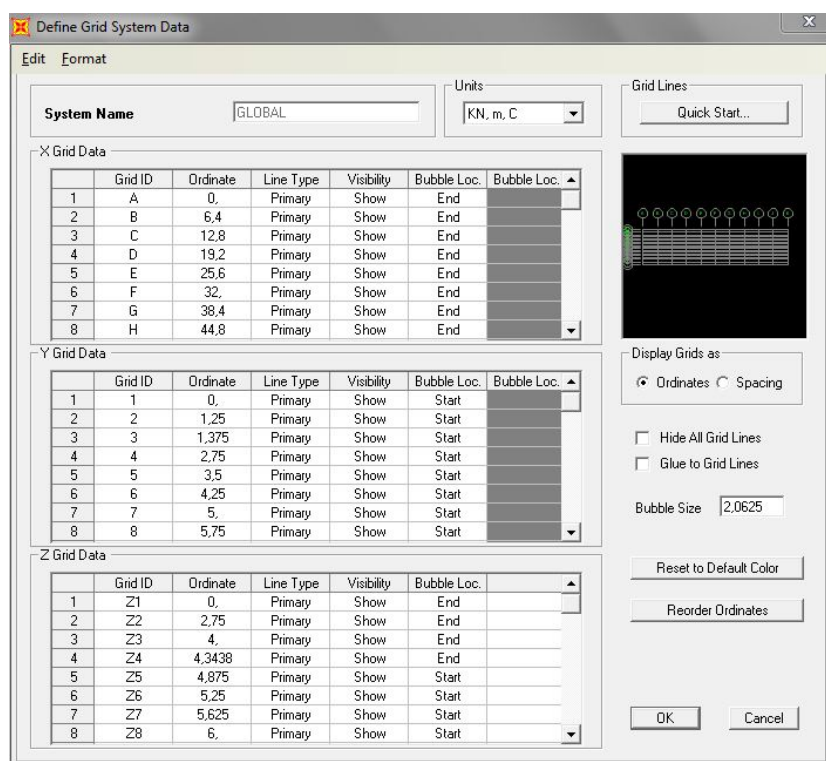 Define Grid System Data
Edit Format
System Name GLOBAL
Units
KN, m, C
Grid Lines
Quick Start...
X Grid Data
Grid ID Ordinate Line Type Visibility Bubble Loc. Bubble Loc.
1 A 0, Primary Show End
2 B 6,4 Primary Show End
3 C 12,8 Primary Show End
4 D 19,2 Primary Show End
5 E 25,6 Primary Show End
6 F 32, Primary Show End
7 G 38,4 Primary Show End
8 H 44,8 Primary Show End
Y Grid Data
Grid ID Ordinate Line Type Visibility Bubble Loc. Bubble Loc.
1 1 0, Primary Show Start
2 2 1,25 Primary Show Start
3 3 1,375 Primary Show Start
4 4 2,75 Primary Show Start
5 5 3,5 Primary Show Start
6 6 4,25 Primary Show Start
7 7 5, Primary Show Start
8 8 5,75 Primary Show Start
Display Grids as
Ordinates Spacing
Hide All Grid Lines
Glue to Grid Lines
Bubble Size 2,0625
Z Grid Data
Grid ID Ordinate Line Type Visibility Bubble Loc.
1 Z1 0, Primary Show End
2 Z2 2,75 Primary Show End
3 Z3 4, Primary Show End
4 Z4 4,3438 Primary Show End
5 Z5 4,875 Primary Show Start
6 Z6 5,25 Primary Show Start
7 Z7 5,625 Primary Show Start
8 Z8 6, Primary Show Start
Reset to Default Color
Reorder Ordinates
OK Cancel